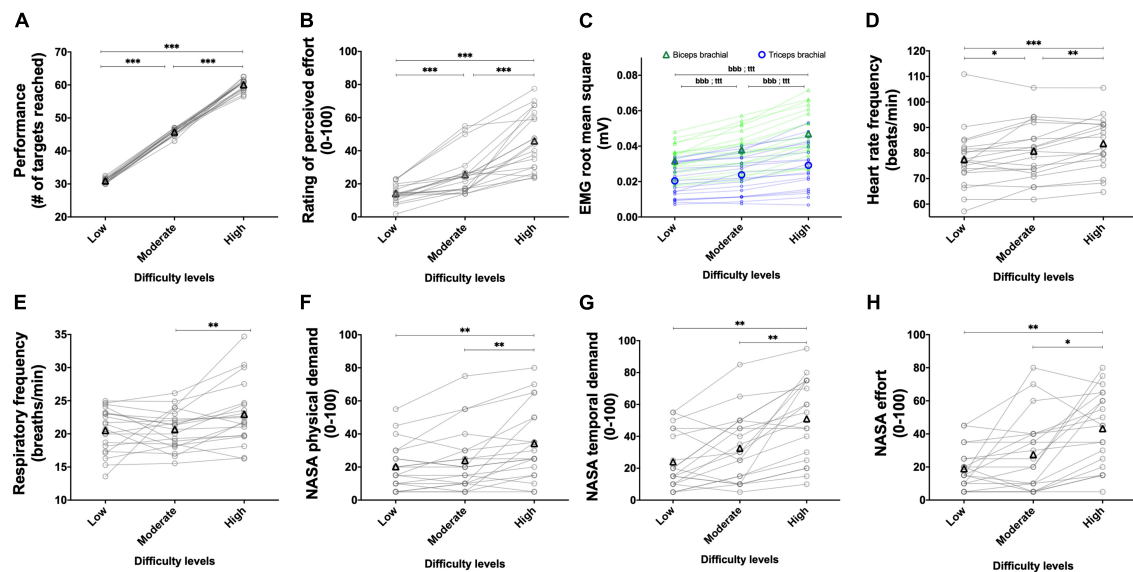 A
Performance
(# of targets reached)
70
60
50
40
30
20
***
***
***
Low
Moderate
High
Difficulty levels
B
Rating of perceived effort
(0-100)
100
80
60
40
20
0
***
***
***
Low
Moderate
High
Difficulty levels
C
EMG root mean square
(mV)
Biceps brachial
Triceps brachial
0.08
0.06
0.04
0.02
0.00
bbb ; ttt
bbb ; ttt
bbb ; ttt
Low
Moderate
High
Difficulty levels
D
Heart rate frequency
(beats/min)
120
110
100
90
80
70
60
***
*
**
Low
Moderate
High
Difficulty levels
E
Respiratory frequency
(breaths/min)
35
30
25
20
15
10
**
Low
Moderate
High
Difficulty levels
F
NASA physical demand
(0-100)
100
80
60
40
20
0
**
**
Low
Moderate
High
Difficulty levels
G
NASA temporal demand
(0-100)
100
80
60
40
20
0
**
**
Low
Moderate
High
Difficulty levels
H
NASA effort
(0-100)
100
80
60
40
20
0
**
*
Low
Moderate
High
Difficulty levels